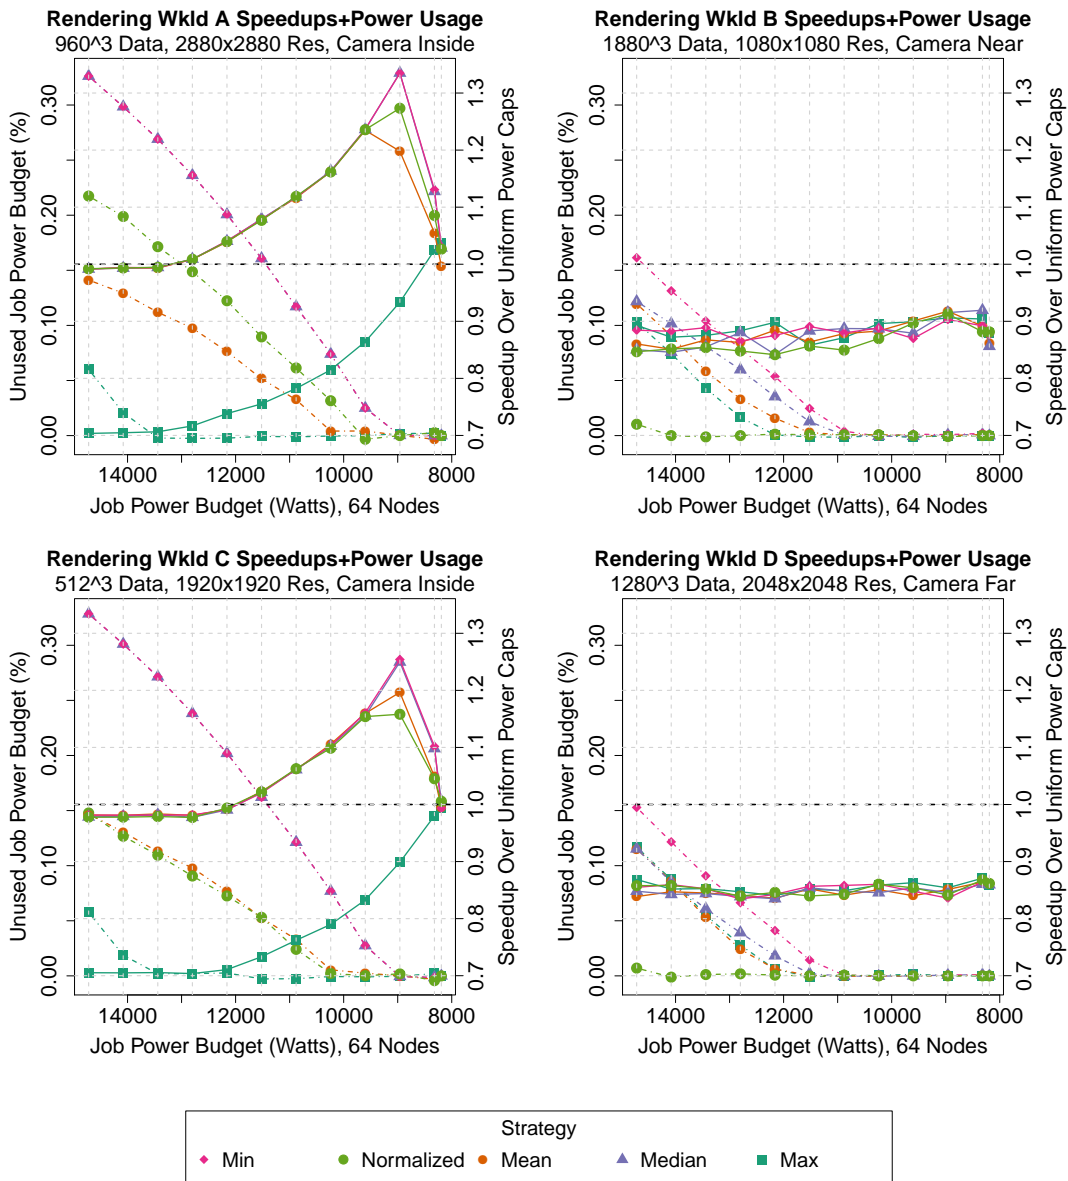 Rendering Wkld A Speedups+Power Usage
960^3 Data, 2880x2880 Res, Camera Inside
Unused Job Power Budget (%)
0.00 0.10 0.20 0.30
Speedup Over Uniform Power Caps
0.7 0.8 0.9 1.0 1.1 1.2 1.3
14000 12000 10000 8000
Job Power Budget (Watts), 64 Nodes
Rendering Wkld B Speedups+Power Usage
1880^3 Data, 1080x1080 Res, Camera Near
Unused Job Power Budget (%)
0.00 0.10 0.20 0.30
Speedup Over Uniform Power Caps
0.7 0.8 0.9 1.0 1.1 1.2 1.3
14000 12000 10000 8000
Job Power Budget (Watts), 64 Nodes
Rendering Wkld C Speedups+Power Usage
512^3 Data, 1920x1920 Res, Camera Inside
Unused Job Power Budget (%)
0.00 0.10 0.20 0.30
Speedup Over Uniform Power Caps
0.7 0.8 0.9 1.0 1.1 1.2 1.3
14000 12000 10000 8000
Job Power Budget (Watts), 64 Nodes
Rendering Wkld D Speedups+Power Usage
1280^3 Data, 2048x2048 Res, Camera Far
Unused Job Power Budget (%)
0.00 0.10 0.20 0.30
Speedup Over Uniform Power Caps
0.7 0.8 0.9 1.0 1.1 1.2 1.3
14000 12000 10000 8000
Job Power Budget (Watts), 64 Nodes
Strategy
Min Normalized Mean Median Max